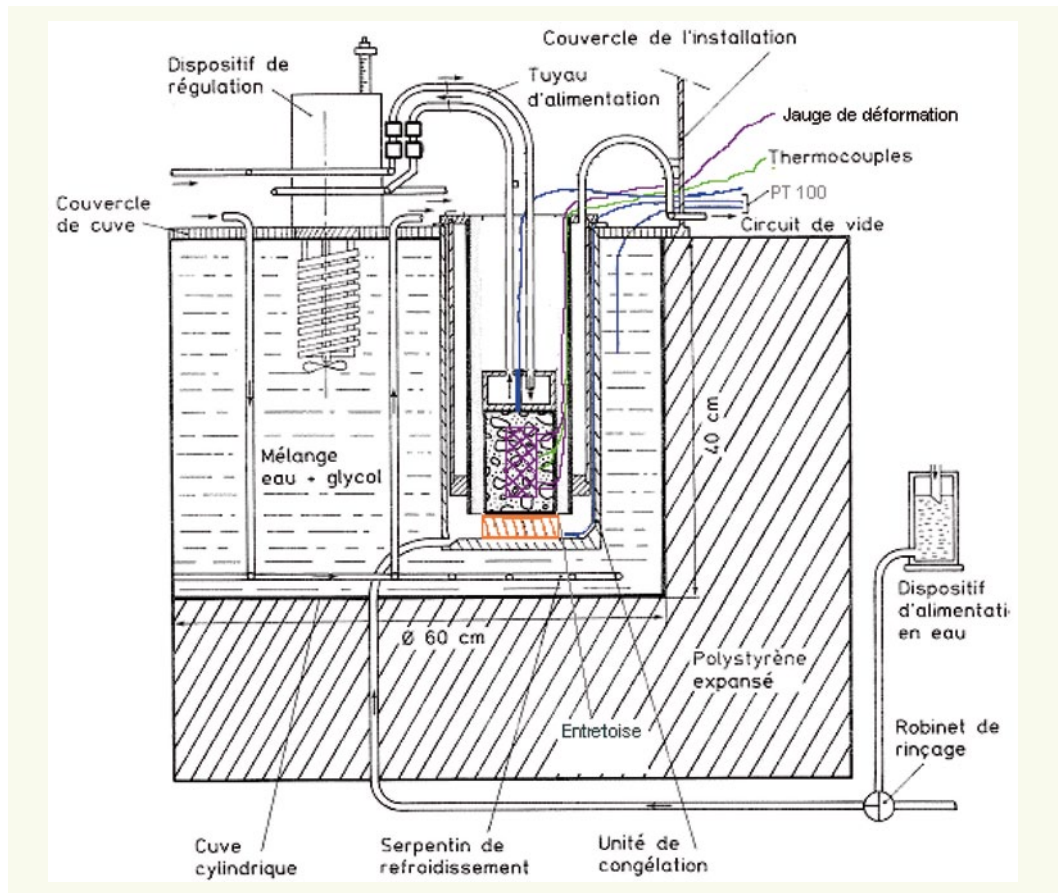 Couvercle de l'installation
Dispositif de
régulation
Tuyau
d'alimentation
Jauge de déformation
Thermocouples
PT 100
Couvercle
de cuve
Circuit de vide
Mélange
eau + glycol
40 cm
Dispositif
d'alimentati
en eau
Ø 60 cm
Polystyrène
expansé
Entretoise
Robinet de
rinçage
Cuve
cylindrique
Serpentin de
refroidissement
Unité de
congélation